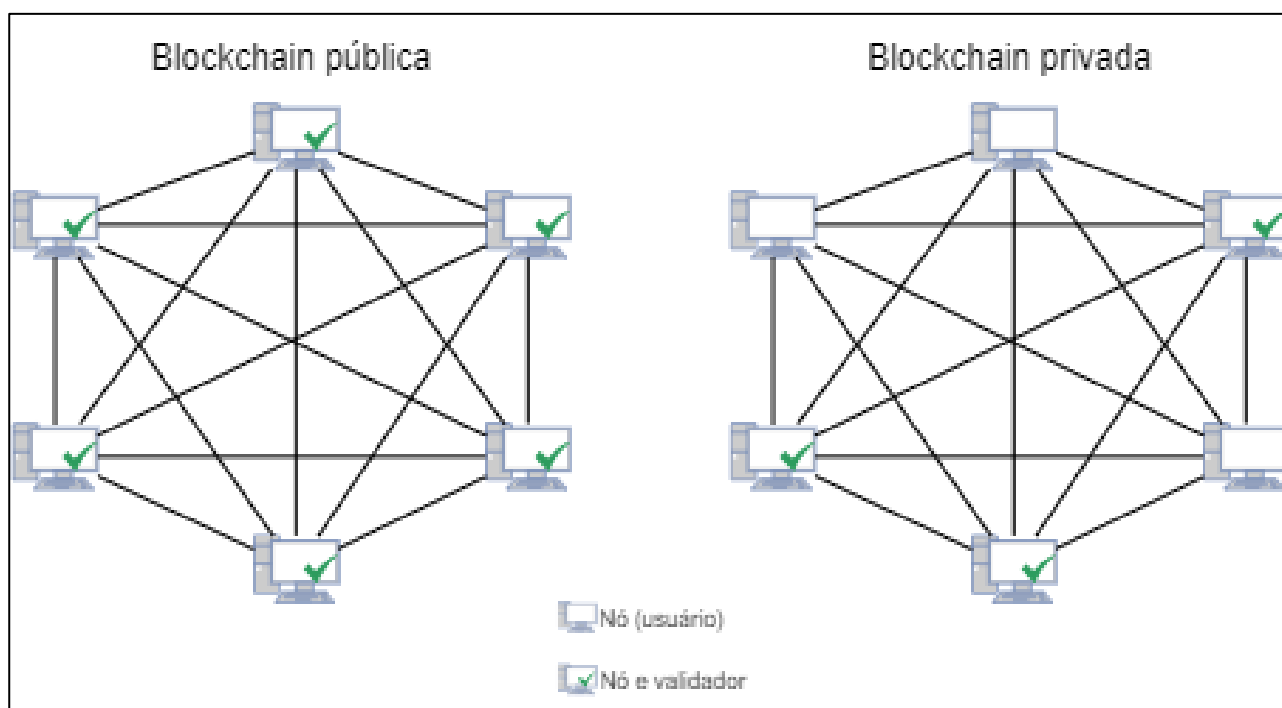 Blockchain pública
Blockchain privada
Nó (usuário)
Nó e validador